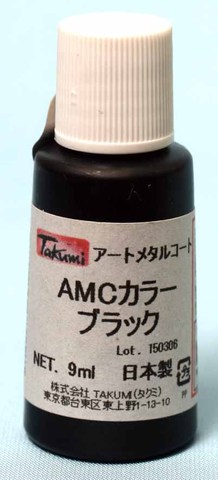 Takumi アートメタルコート
AMCカラー
ブラック
Lot. 150306
NET. 9ml 日本製
株式会社 TAKUMI(タクミ)
東京都台東区東上野1-13-10